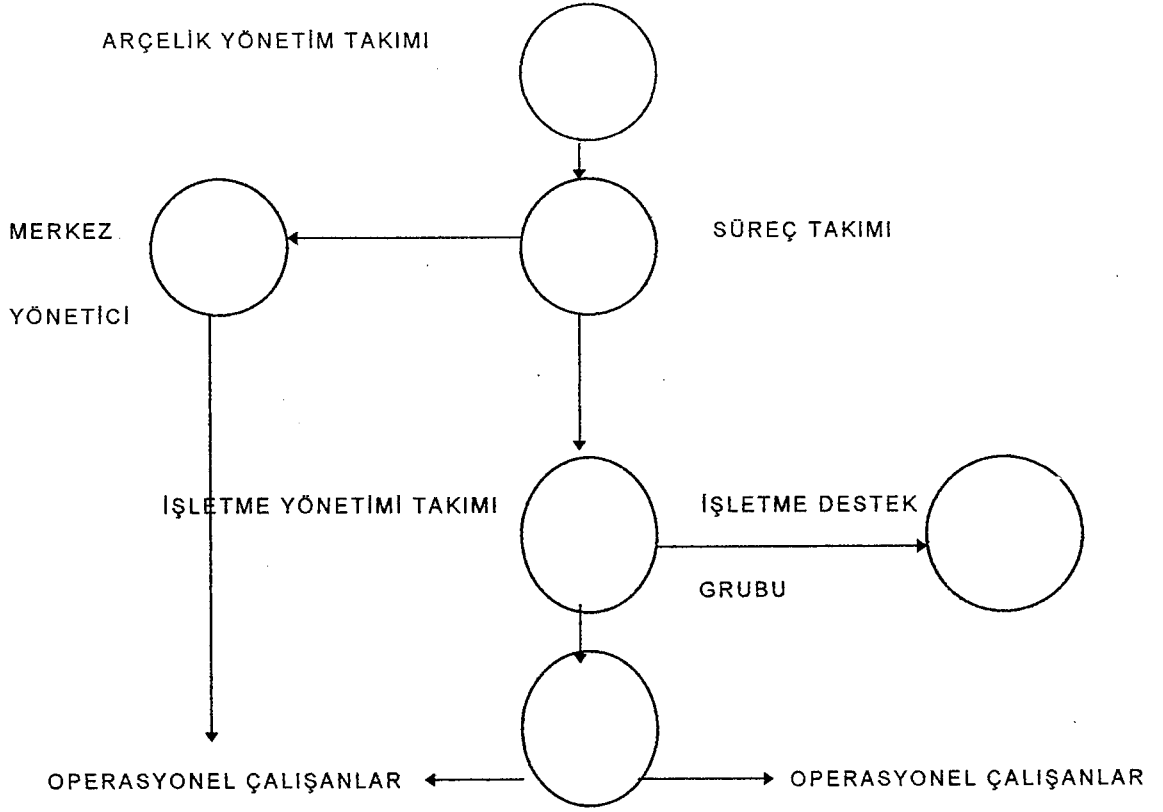 ARÇELİK YÖNETİM TAKIMI
MERKEZ
SÜREÇ TAKIMI
YÖNETİCİ
İŞLETME YÖNETİMİ TAKIMI
İŞLETME DESTEK
GRUBU
OPERASYONEL ÇALIŞANLAR
OPERASYONEL ÇALIŞANLAR